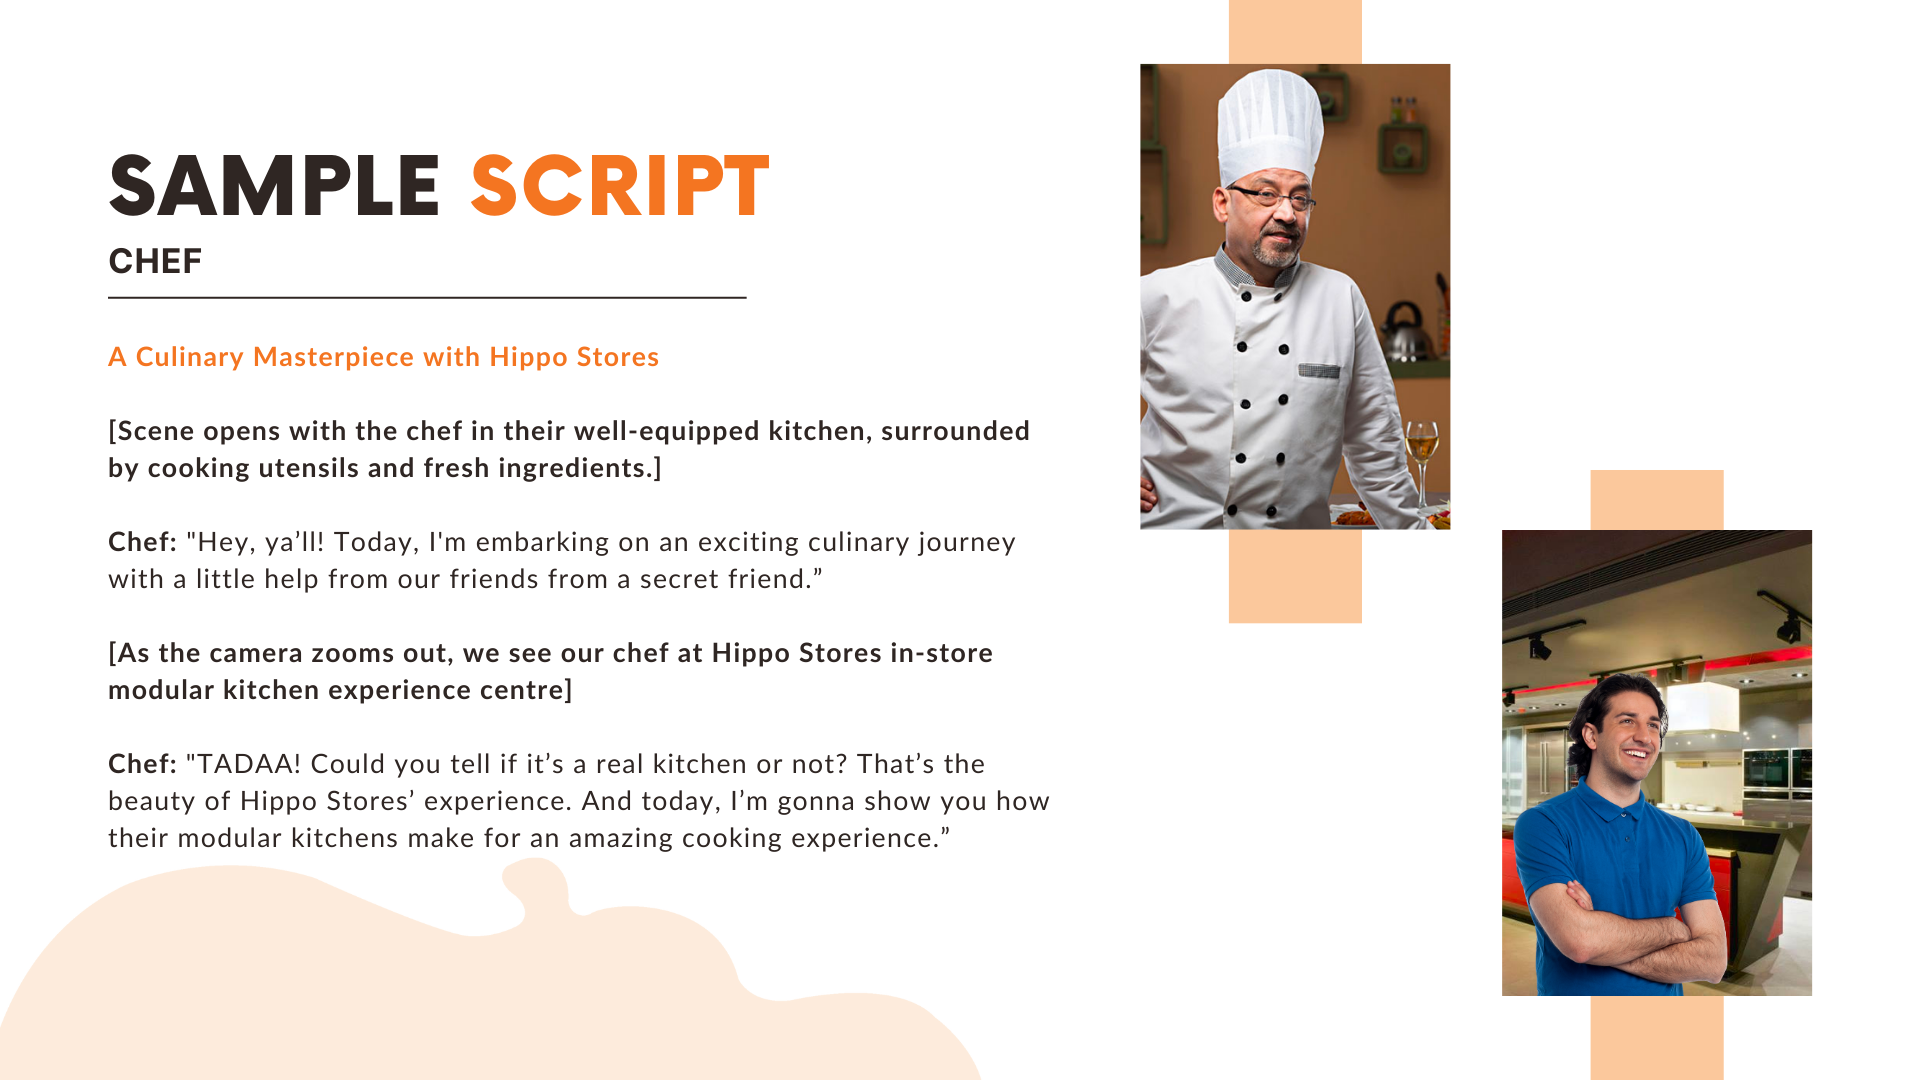 SAMPLE SCRIPT
CHEF
A Culinary Masterpiece with Hippo Stores
[Scene opens with the chef in their well-equipped kitchen, surrounded
by cooking utensils and fresh ingredients.]
Chef: "Hey, ya’ll! Today, I'm embarking on an exciting culinary journey
with a little help from our friends from a secret friend.”
[As the camera zooms out, we see our chef at Hippo Stores in-store
modular kitchen experience centre]
Chef: "TADAA! Could you tell if it’s a real kitchen or not? That’s the
beauty of Hippo Stores’ experience. And today, I’m gonna show you how
their modular kitchens make for an amazing cooking experience.”